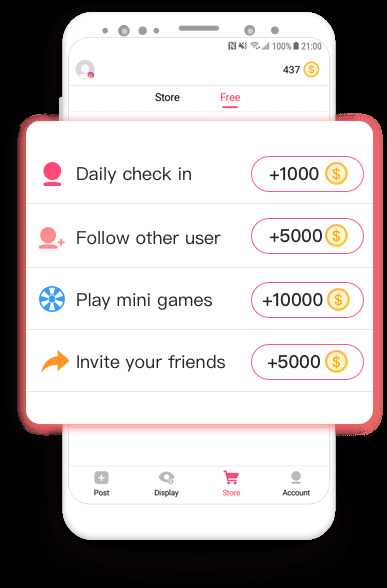 100% 21:00
437 $
Store Free
Daily check in +1000 $
Follow other user +5000 $
Play mini games +10000 $
Invite your friends +5000 $
Post Display Store Account